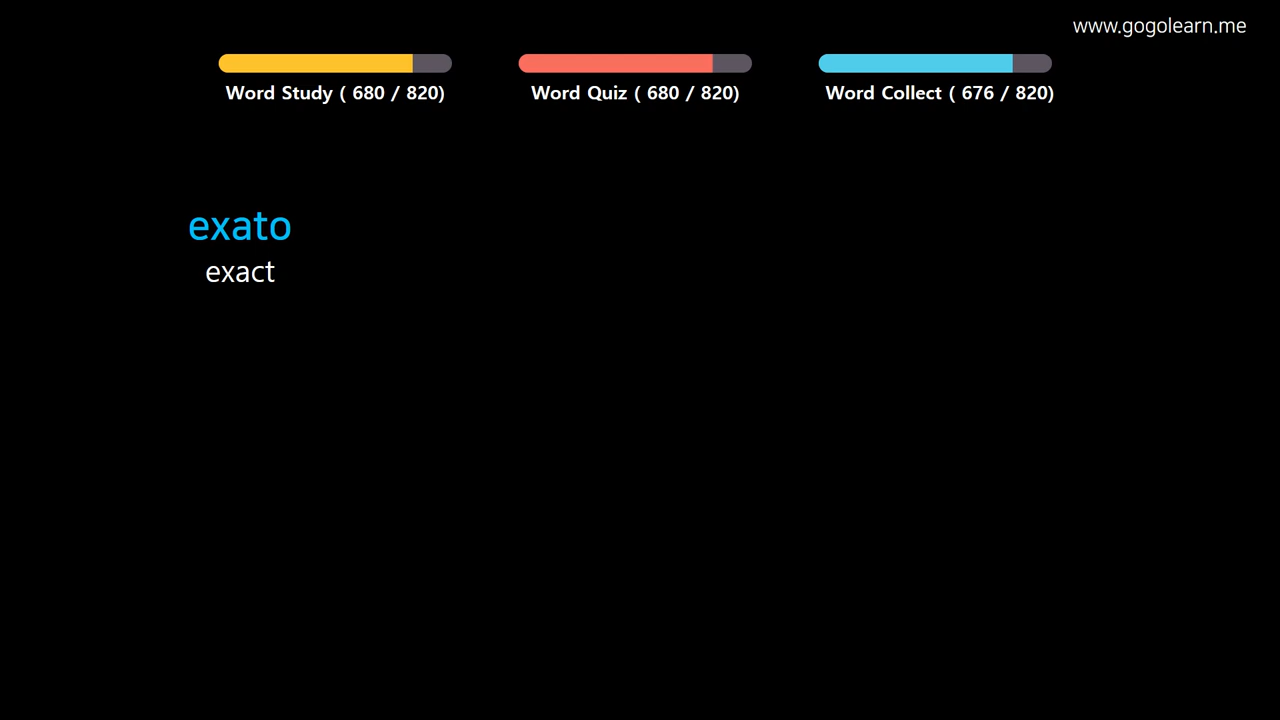 www.gogolearn.me
Word Study ( 680 / 820)
Word Quiz ( 680 / 820)
Word Collect ( 676 / 820)
exato
exact